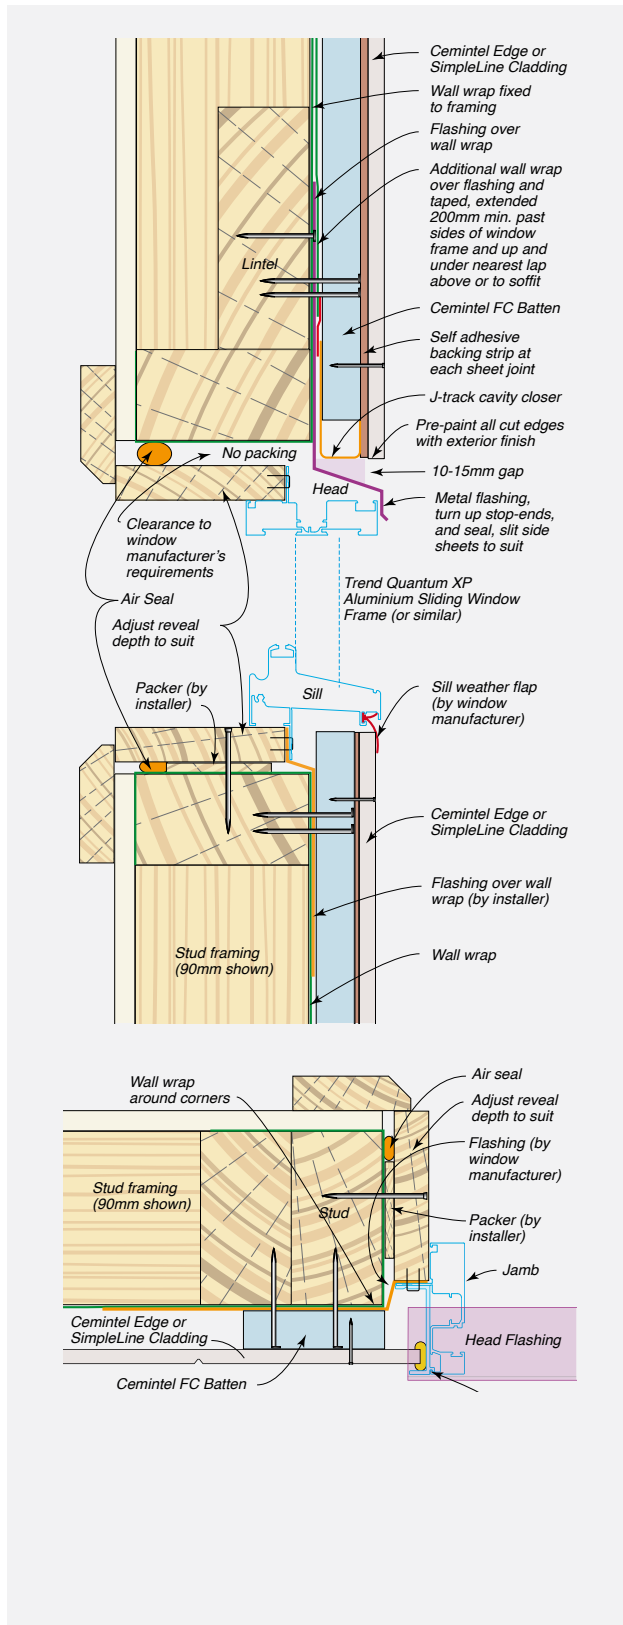 Cemintel Edge or
SimpleLine Cladding
Wall wrap fixed
to framing
Flashing over
wall wrap
Additional wall wrap
over flashing and
taped, extended
200mm min. past
sides of window
frame and up and
under nearest lap
above or to soffit
Lintel
Cemintel FC Batten
Self adhesive
backing strip at
each sheet joint
J-track cavity closer
Pre-paint all cut edges
with exterior finish
No packing
10-15mm gap
Head
Metal flashing,
turn up stop-ends,
and seal, slit side
sheets to suit
Clearance to
window
manufacturer's
requirements
Trend Quantum XP
Aluminium Sliding Window
Frame (or similar)
Air Seal
Adjust reveal
depth to suit
Packer (by
installer)
Sill
Sill weather flap
(by window
manufacturer)
Cemintel Edge or
SimpleLine Cladding
Flashing over wall
wrap (by installer)
Stud framing
(90mm shown)
Wall wrap
Wall wrap
around corners
Air seal
Adjust reveal
depth to suit
Flashing (by
window
manufacturer)
Stud framing
(90mm shown)
Stud
Packer (by
installer)
Jamb
Cemintel Edge or
SimpleLine Cladding
Head Flashing
Cemintel FC Batten